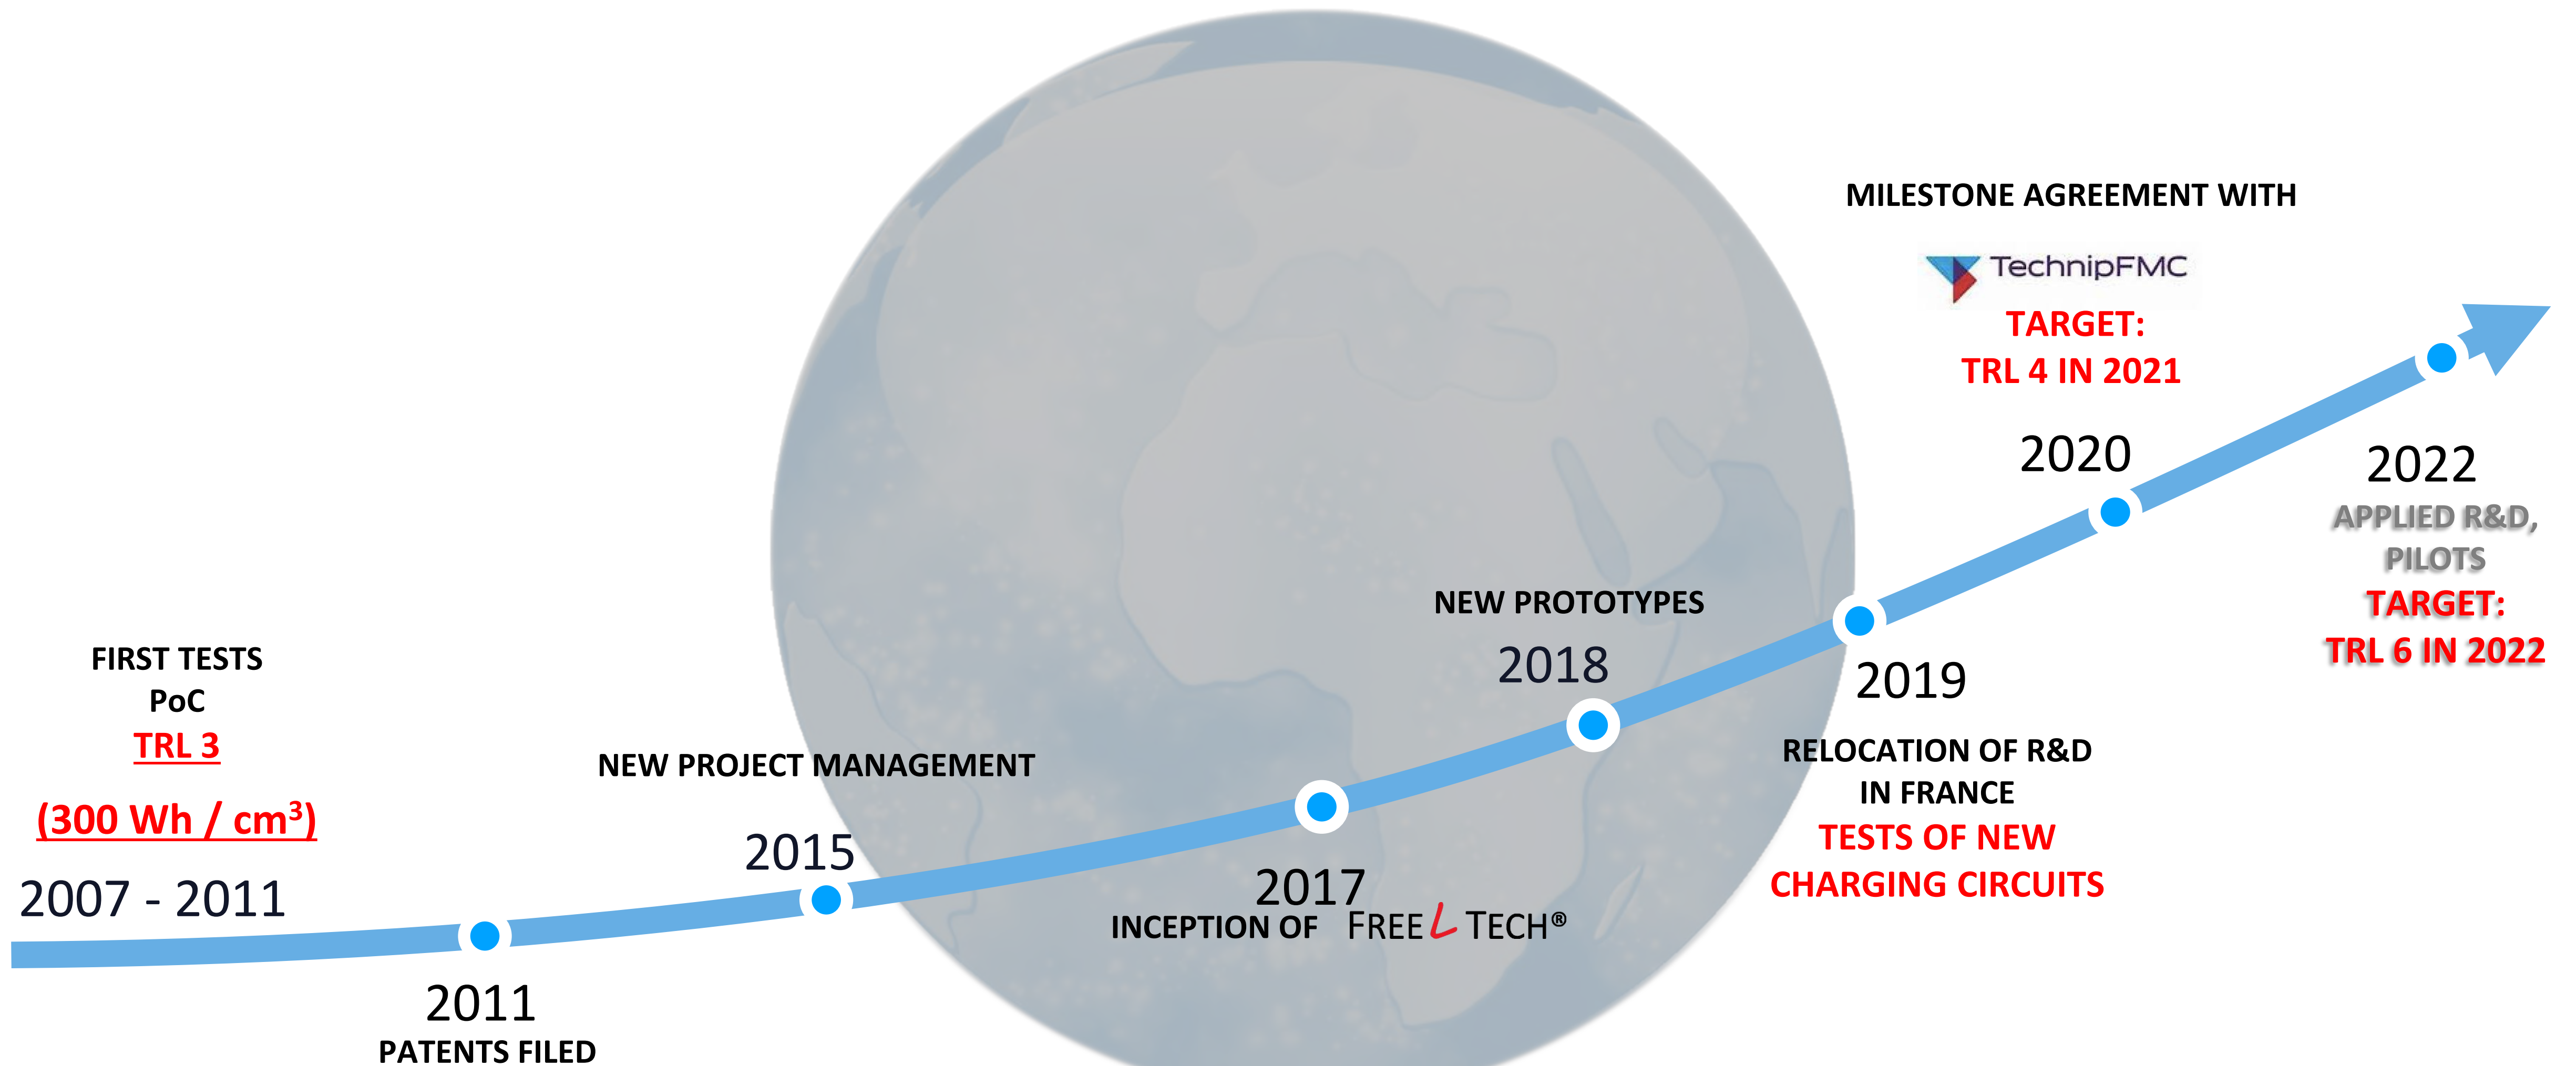 FIRST TESTS
PoC
TRL 3
(300 Wh / cm³)
2007 - 2011
2011
PATENTS FILED
NEW PROJECT MANAGEMENT
2015
2017
INCEPTION OF FREE L TECH®
NEW PROTOTYPES
2018
2019
RELOCATION OF R&D
IN FRANCE
TESTS OF NEW
CHARGING CIRCUITS
MILESTONE AGREEMENT WITH
TechnipFMC
TARGET:
TRL 4 IN 2021
2020
2022
APPLIED R&D,
PILOTS
TARGET:
TRL 6 IN 2022